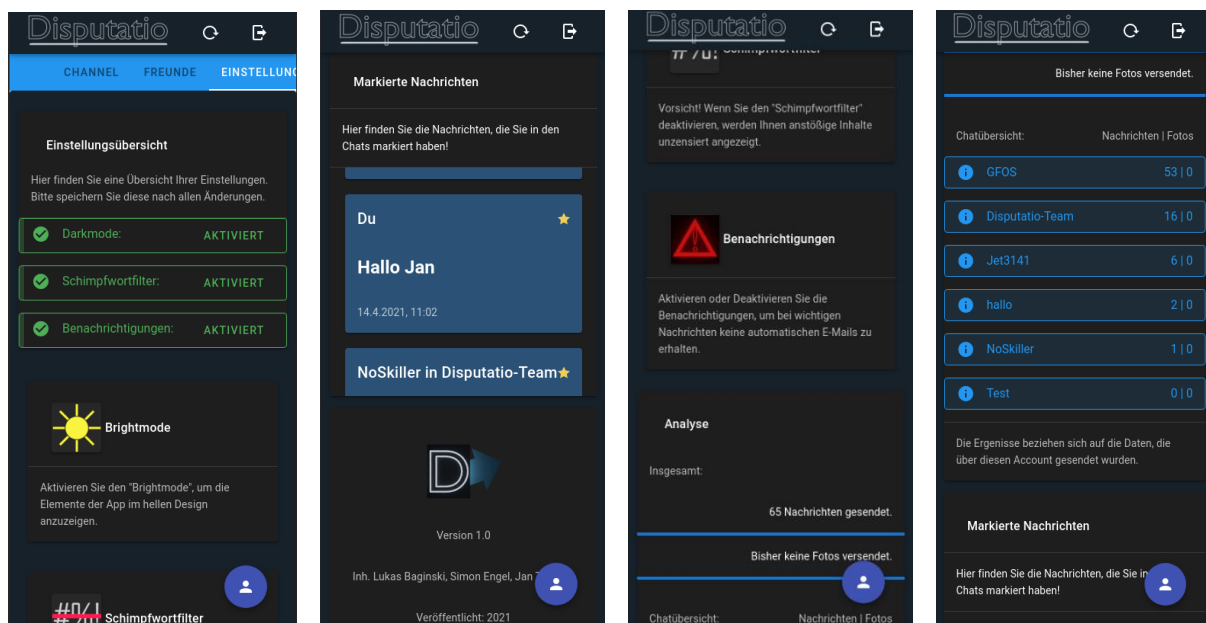 Disputatio
CHANNEL FREUNDE EINSTELLUNG
Einstellungsübersicht
Hier finden Sie eine Übersicht Ihrer Einstellungen.
Bitte speichern Sie diese nach allen Änderungen.
Darkmode: AKTIVIERT
Schimpfwortfilter: AKTIVIERT
Benachrichtigungen: AKTIVIERT
Brightmode
Aktivieren Sie den "Brightmode", um die
Elemente der App im hellen Design
anzuzeigen.
#%!
Schimpfwortfilter
Disputatio
Markierte Nachrichten
Hier finden Sie die Nachrichten, die Sie in den
Chats markiert haben!
Du
Hallo Jan
14.4.2021, 11:02
NoSkiller in Disputatio-Team
D
Version 1.0
Inh. Lukas Baginski, Simon Engel, Jan
Veröffentlicht: 2021
Disputatio
#%!
Schimpfwortfilter
Vorsicht! Wenn Sie den "Schimpfwortfilter"
deaktivieren, werden Ihnen anstößige Inhalte
unzensiert angezeigt.
Benachrichtigungen
Aktivieren oder Deaktivieren Sie die
Benachrichtigungen, um bei wichtigen
Nachrichten keine automatischen E-Mails zu
erhalten.
Analyse
Insgesamt:
65 Nachrichten gesendet.
Bisher keine Fotos versendet.
Chatübersicht: Nachrichten | Fotos
Disputatio
Bisher keine Fotos versendet.
Chatübersicht: Nachrichten | Fotos
GFOS 53 | 0
Disputatio-Team 16 | 0
Jet3141 6 | 0
hallo 2 | 0
NoSkiller 1 | 0
Test 0 | 0
Die Ergenisse beziehen sich auf die Daten, die
über diesen Account gesendet wurden.
Markierte Nachrichten
Hier finden Sie die Nachrichten, die Sie in
Chats markiert haben!